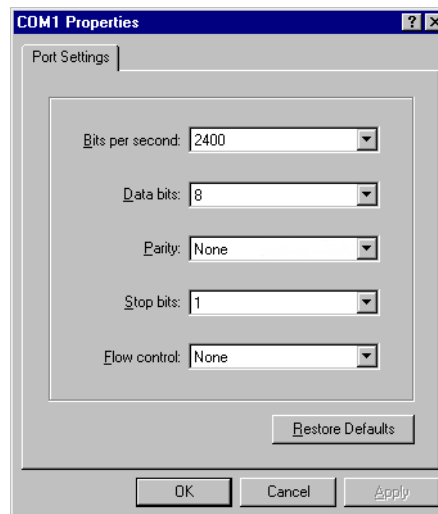 COM1 Properties
Port Settings
Bits per second: 2400
Data bits: 8
Parity: None
Stop bits: 1
Flow control: None
Restore Defaults
OK Cancel Apply